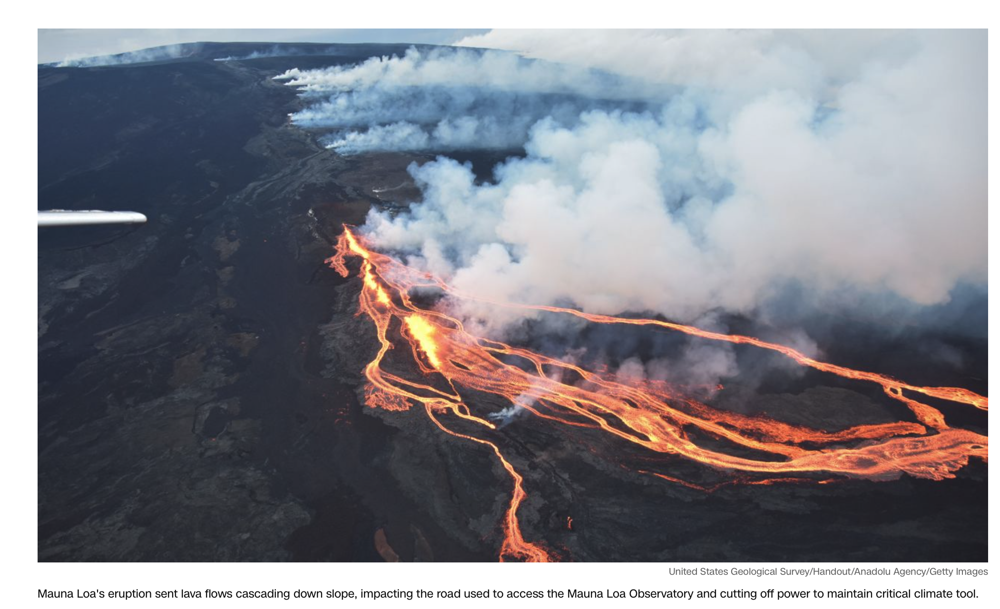 United States Geological Survey/Handout/Anadolu Agency/Getty Images
Mauna Loa's eruption sent lava flows cascading down slope, impacting the road used to access the Mauna Loa Observatory and cutting off power to maintain critical climate tool.